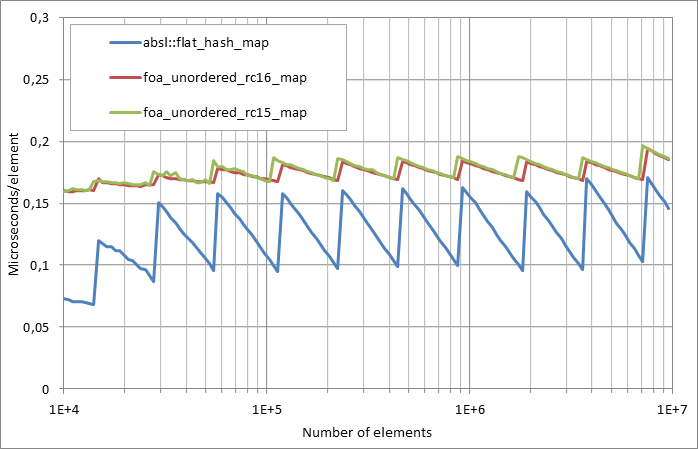 0,3
0,25
0,2
0,15
0,1
0,05
0
Microseconds/element
absl::flat_hash_map
foa_unordered_rc16_map
foa_unordered_rc15_map
1E+4 1E+5 1E+6 1E+7
Number of elements